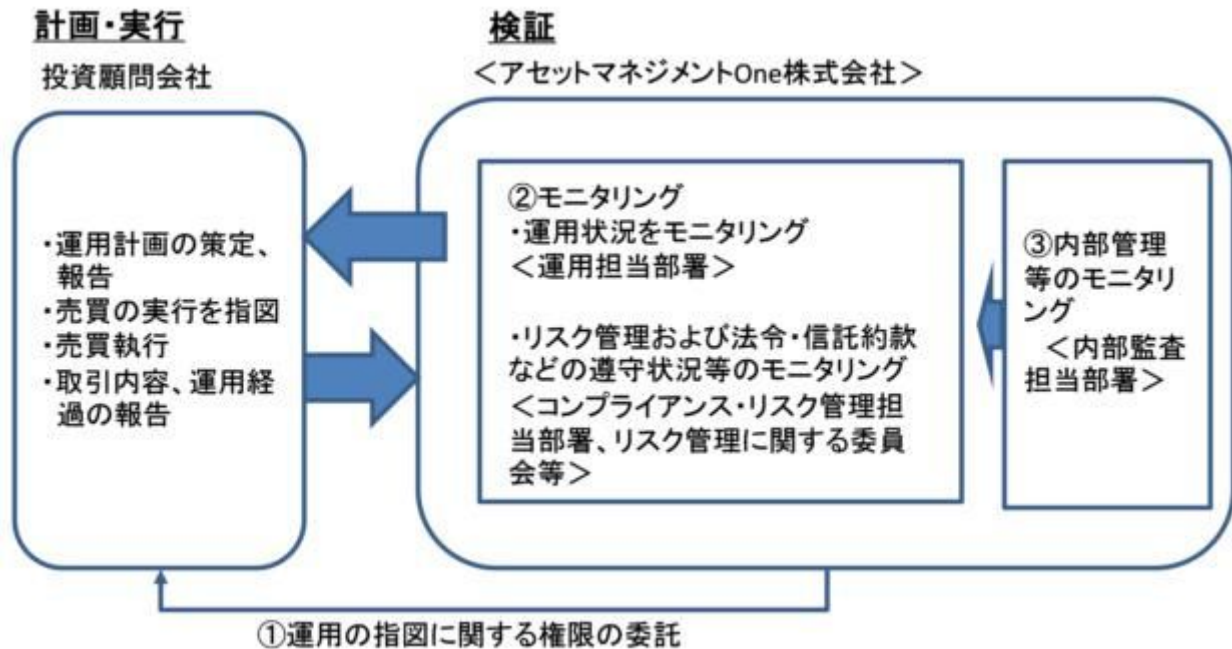 計画・実行
投資顧問会社
・運用計画の策定、
報告
・売買の実行を指図
・売買執行
・取引内容、運用経
過の報告
検証
＜アセットマネジメントOne株式会社＞
②モニタリング
・運用状況をモニタリング
＜運用担当部署＞
・リスク管理および法令・信託約款
などの遵守状況等のモニタリング
＜コンプライアンス・リスク管理担
当部署、リスク管理に関する委員
会等＞
③内部管理
等のモニタリ
ング
＜内部監査
担当部署＞
①運用の指図に関する権限の委託